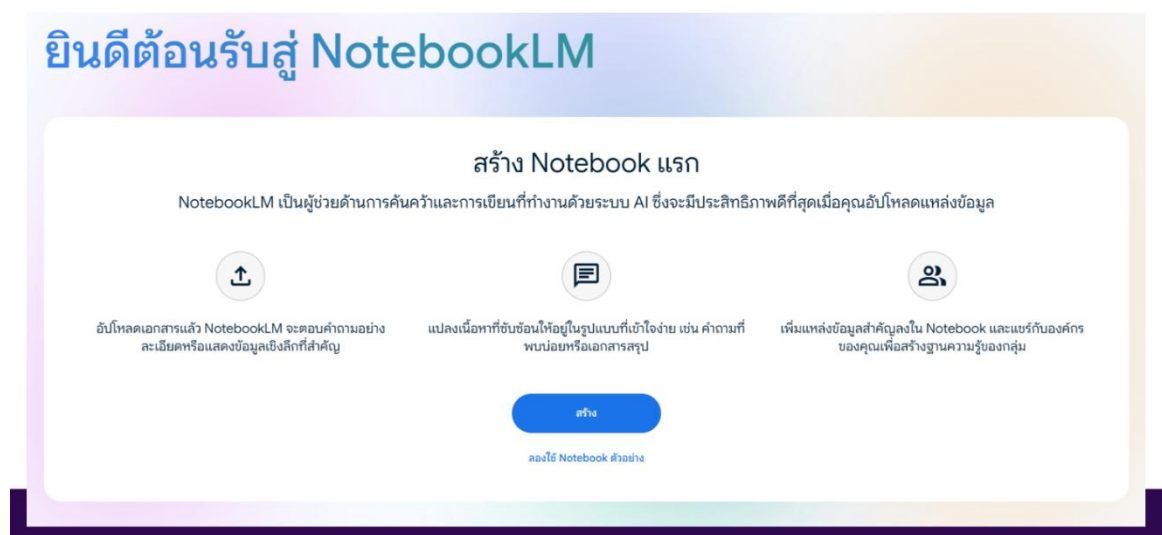 ยินดีต้อนรับสู่ NotebookLM
สร้าง Notebook แรก
NotebookLM เป็นผู้ช่วยด้านการค้นคว้าและการเขียนที่ทำงานด้วยระบบ AI ซึ่งจะมีประสิทธิภาพดีที่สุดเมื่อคุณอัปโหลดแหล่งข้อมูล
อัปโหลดเอกสารแล้ว NotebookLM จะตอบคำถามอย่าง
ละเอียดหรือแสดงข้อมูลเชิงลึกที่สำคัญ
แปลงเนื้อหาที่ซับซ้อนให้อยู่ในรูปแบบที่เข้าใจง่าย เช่น คำถามที่
พบบ่อยหรือเอกสารสรุป
เพิ่มแหล่งข้อมูลสำคัญลงใน Notebook และแชร์กับองค์กร
ของคุณเพื่อสร้างฐานความรู้ของกลุ่ม
สร้าง
ลองใช้ Notebook ตัวอย่าง